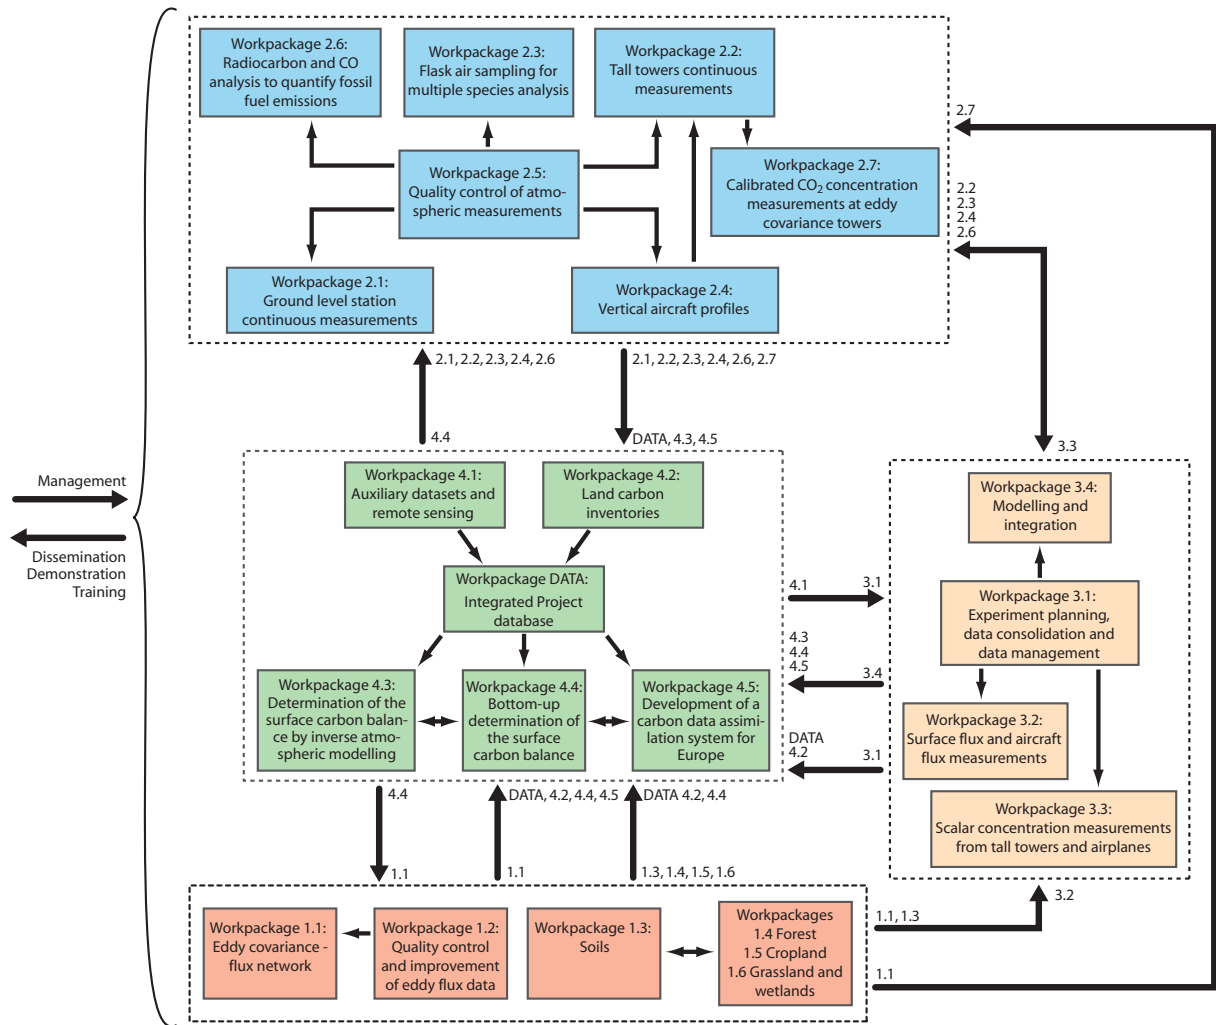 Workpackage 2.6:
Radiocarbon and CO
analysis to quantify fossil
fuel emissions
Workpackage 2.3:
Flask air sampling for
multiple species analysis
Workpackage 2.2:
Tall towers continuous
measurements
Workpackage 2.5:
Quality control of atmo-
spheric measurements
Workpackage 2.7:
Calibrated CO₂ concentration
measurements at eddy
covariance towers
Workpackage 2.1:
Ground level station
continuous measurements
Workpackage 2.4:
Vertical aircraft profiles
2.7
2.2
2.3
2.4
2.6
2.1, 2.2, 2.3, 2.4, 2.6
4.4
2.1, 2.2, 2.3, 2.4, 2.6, 2.7
DATA, 4.3, 4.5
3.3
Management
Dissemination
Demonstration
Training
Workpackage 4.1:
Auxiliary datasets and
remote sensing
Workpackage 4.2:
Land carbon
inventories
Workpackage DATA:
Integrated Project
database
Workpackage 4.3:
Determination of the
surface carbon balan-
ce by inverse atmo-
spheric modelling
Workpackage 4.4:
Bottom-up
determination of
the surface
carbon balance
Workpackage 4.5:
Development of a
carbon data assimi-
lation system for
Europe
4.1
3.1
4.3
4.4
4.5
3.4
DATA
4.2
3.1
Workpackage 3.4:
Modelling and
integration
Workpackage 3.1:
Experiment planning,
data consolidation and
data management
Workpackage 3.2:
Surface flux and aircraft
flux measurements
Workpackage 3.3:
Scalar concentration measurements
from tall towers and airplanes
4.4
1.1
DATA, 4.2, 4.4, 4.5
1.1
DATA 4.2, 4.4
1.3, 1.4, 1.5, 1.6
3.2
1.1, 1.3
1.1
Workpackage 1.1:
Eddy covariance -
flux network
Workpackage 1.2:
Quality control
and improvement
of eddy flux data
Workpackage 1.3:
Soils
Workpackages
1.4 Forest
1.5 Cropland
1.6 Grassland and
wetlands